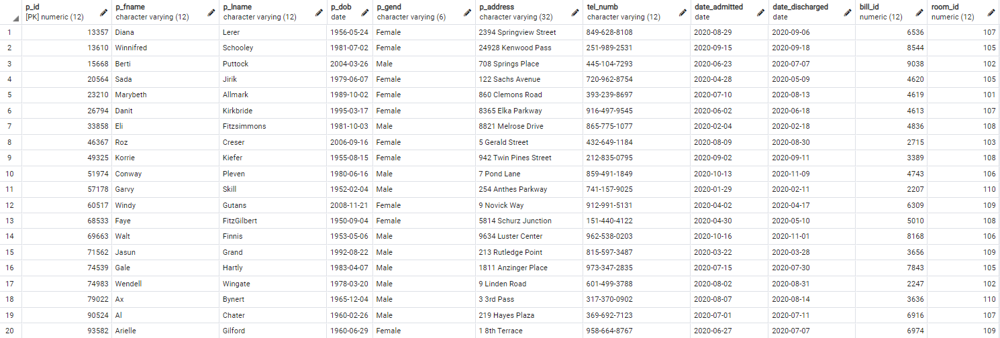 p_id p_fname p_lname p_dob p_gend p_address tel_numb date_admitted date_discharged bill_id room_id
[PK] numeric (12) character varying (12) character varying (12) date character varying (6) character varying (32) character varying (12) date date numeric (12) numeric (12)
1 13357 Diana Lerer 1956-05-24 Female 2394 Springview Street 849-628-8108 2020-08-29 2020-09-06 6536 107
2 13610 Winnifred Schooley 1981-07-02 Female 24928 Kenwood Pass 251-989-2531 2020-09-15 2020-09-18 8544 105
3 15668 Berti Puttock 2004-03-26 Male 708 Springs Place 445-104-7293 2020-06-23 2020-07-07 9038 102
4 20564 Sada Jirik 1979-06-07 Female 122 Sachs Avenue 720-962-8754 2020-04-28 2020-05-09 4620 105
5 23210 Marybeth Allmark 1989-10-02 Female 860 Clemons Road 393-239-8697 2020-07-10 2020-08-13 4619 101
6 26794 Danit Kirkbride 1995-03-17 Female 8365 Elka Parkway 916-497-9545 2020-06-02 2020-06-18 4613 107
7 33858 Eli Fitzsimmons 1981-10-03 Male 8821 Melrose Drive 865-775-1077 2020-02-04 2020-02-18 4836 108
8 46367 Roz Creser 2006-09-16 Female 5 Gerald Street 432-649-1184 2020-08-09 2020-08-30 2715 103
9 49325 Korrie Kiefer 1955-08-15 Female 942 Twin Pines Street 212-835-0795 2020-09-02 2020-09-11 3389 108
10 51974 Conway Pleven 1980-06-16 Male 7 Pond Lane 859-491-1849 2020-10-13 2020-11-09 4743 106
11 57178 Garvy Skill 1952-02-04 Male 254 Anthes Parkway 741-157-9025 2020-01-29 2020-02-11 2207 110
12 60517 Windy Gutans 2008-11-21 Female 9 Novick Way 912-991-5131 2020-04-02 2020-04-17 6309 109
13 68533 Faye FitzGilbert 1950-09-04 Female 5814 Schurz Junction 151-440-4122 2020-04-30 2020-05-10 5010 108
14 69663 Walt Finnis 1953-05-06 Male 9634 Luster Center 962-538-0203 2020-10-16 2020-11-01 8168 106
15 71562 Jasun Grand 1992-08-22 Male 213 Rutledge Point 815-597-3487 2020-03-22 2020-03-28 3656 109
16 74539 Gale Hartly 1983-04-07 Male 1811 Anzinger Place 973-347-2835 2020-07-15 2020-07-30 7843 105
17 74983 Wendell Wingate 1978-03-20 Male 9 Linden Road 601-499-3788 2020-08-02 2020-08-31 2247 102
18 79022 Ax Bynert 1965-12-04 Male 3 3rd Pass 317-370-0902 2020-08-07 2020-08-14 3636 110
19 90524 Al Chater 1960-02-26 Male 219 Hayes Plaza 369-692-7123 2020-07-01 2020-07-11 6916 107
20 93582 Arielle Gilford 1960-06-29 Female 1 8th Terrace 958-664-8767 2020-06-27 2020-07-07 6974 109